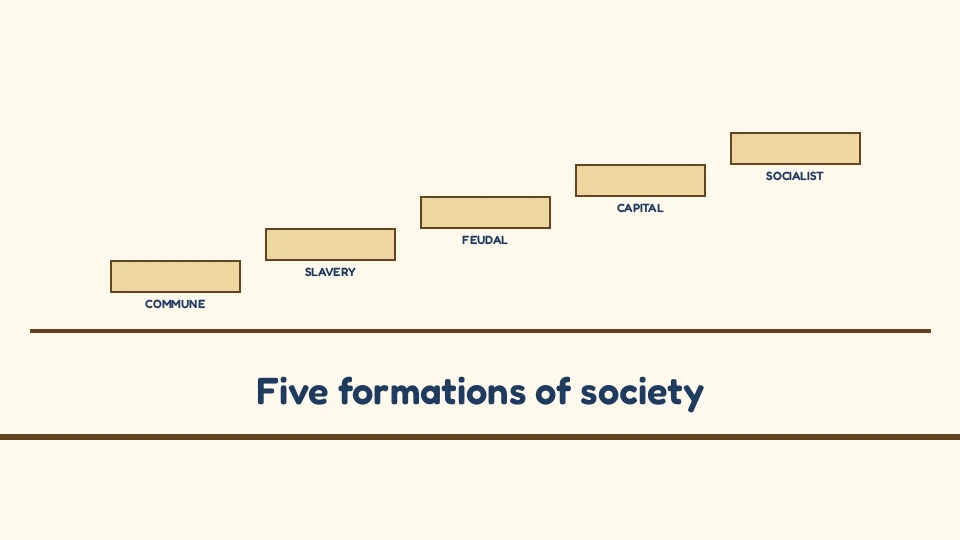 SOCIALIST
CAPITAL
FEUDAL
SLAVERY
COMMUNE
Five formations of society